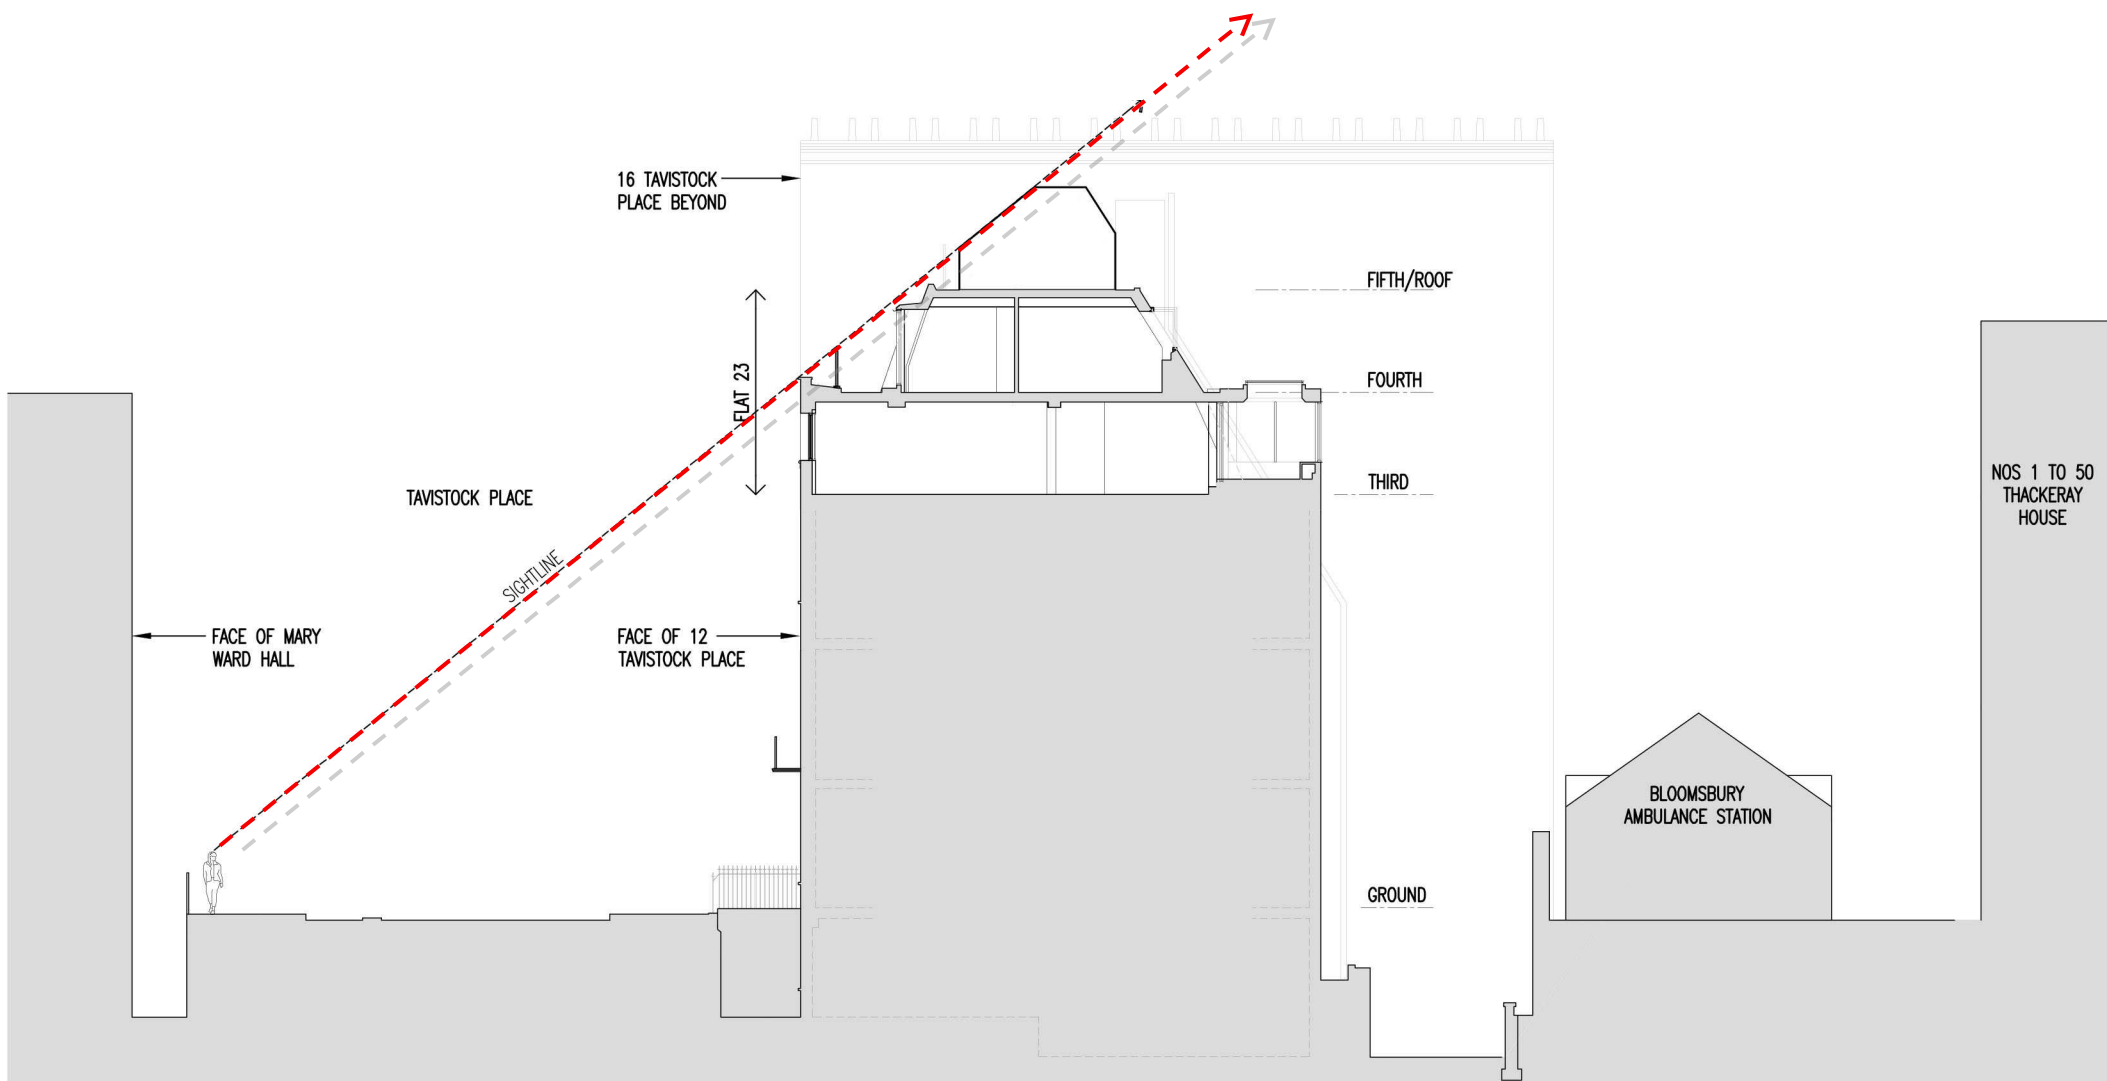 16 TAVISTOCK
PLACE BEYOND
FIFTH/ROOF
FLAT 23
FOURTH
TAVISTOCK PLACE
THIRD
NOS 1 TO 50
THACKERAY
HOUSE
SIGHTLINE
FACE OF MARY
WARD HALL
FACE OF 12
TAVISTOCK PLACE
BLOOMSBURY
AMBULANCE STATION
GROUND